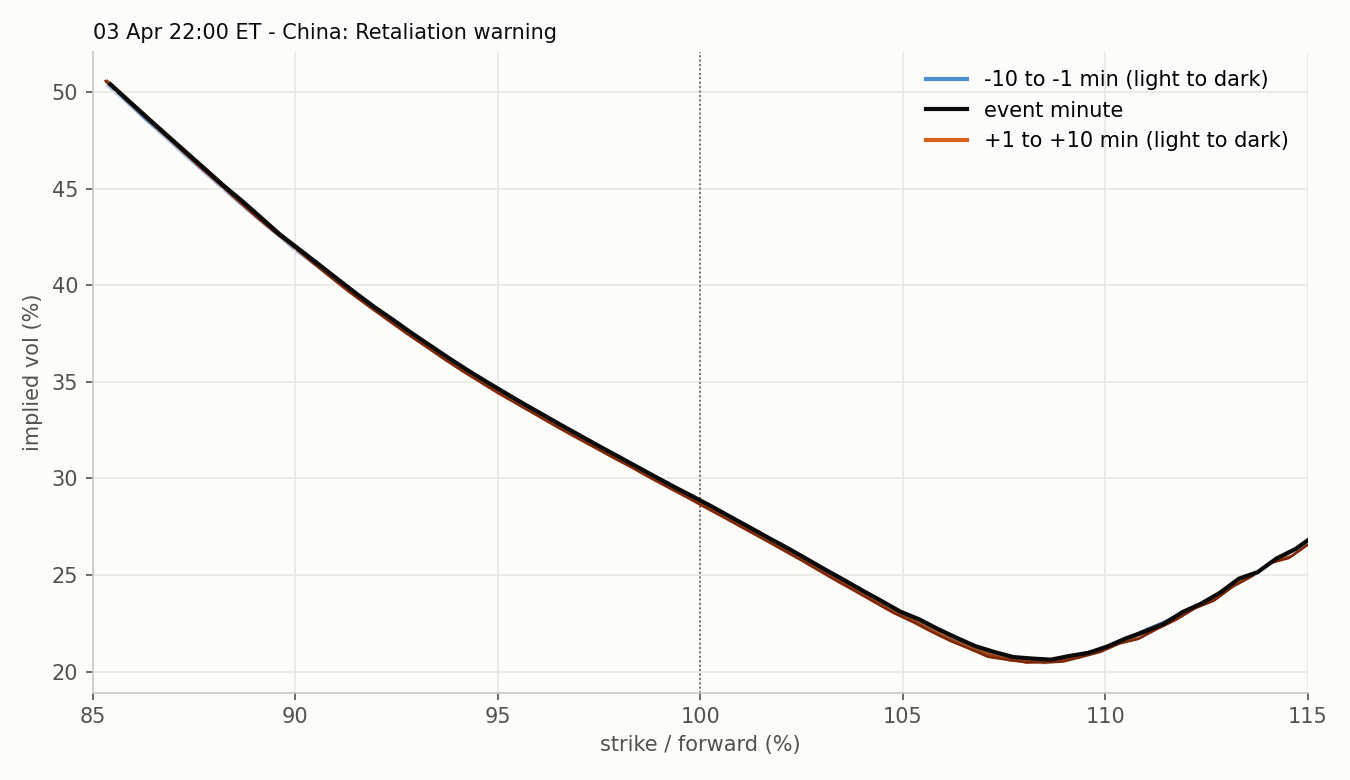 03 Apr 22:00 ET - China: Retaliation warning
-10 to -1 min (light to dark)
event minute
+1 to +10 min (light to dark)
implied vol (%)
50
45
40
35
30
25
20
85 90 95 100 105 110 115
strike / forward (%)